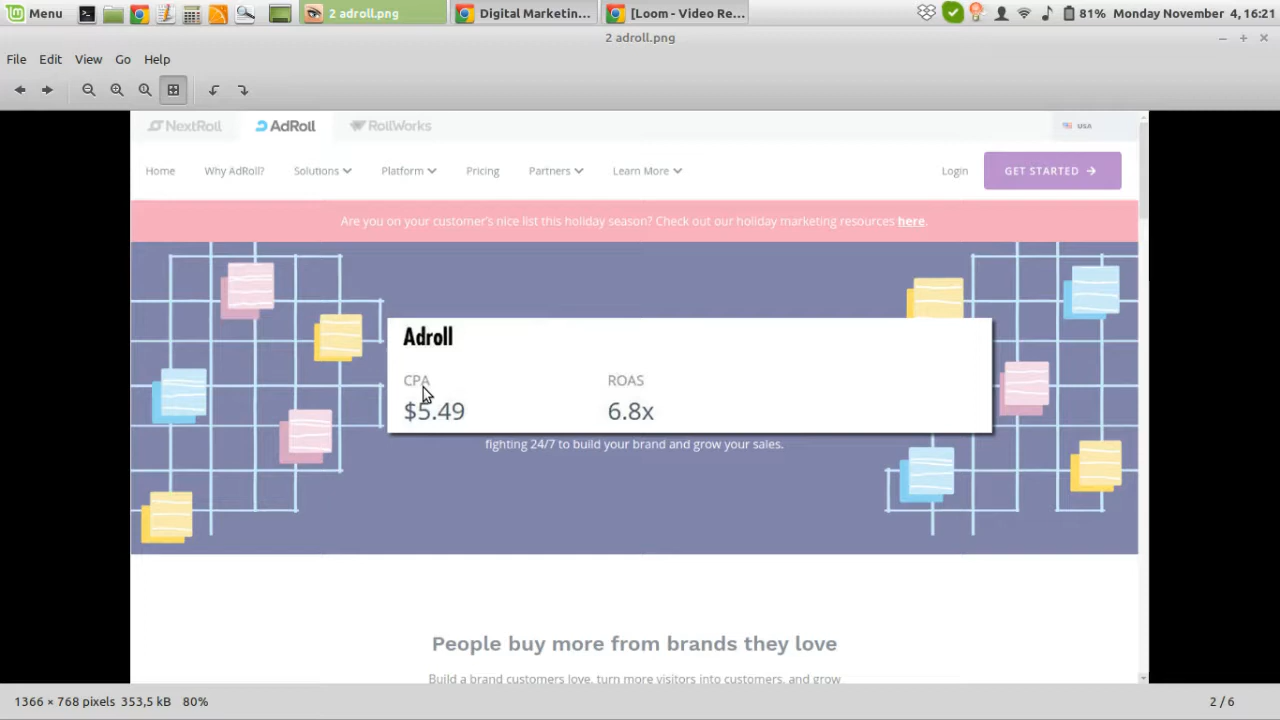 Menu
2 adroll.png
Digital Marketin...
[Loom - Video Re...
81% Monday November 4, 16:21
2 adroll.png
File Edit View Go Help
NextRoll AdRoll RollWorks USA
Home Why AdRoll? Solutions Platform Pricing Partners Learn More Login GET STARTED →
Are you on your customer's nice list this holiday season? Check out our holiday marketing resources here.
Adroll
CPA ROAS
$5.49 6.8x
fighting 24/7 to build your brand and grow your sales.
People buy more from brands they love
Build a brand customers love, turn more visitors into customers, and grow
1366 × 768 pixels 353,5 kB 80% 2 / 6